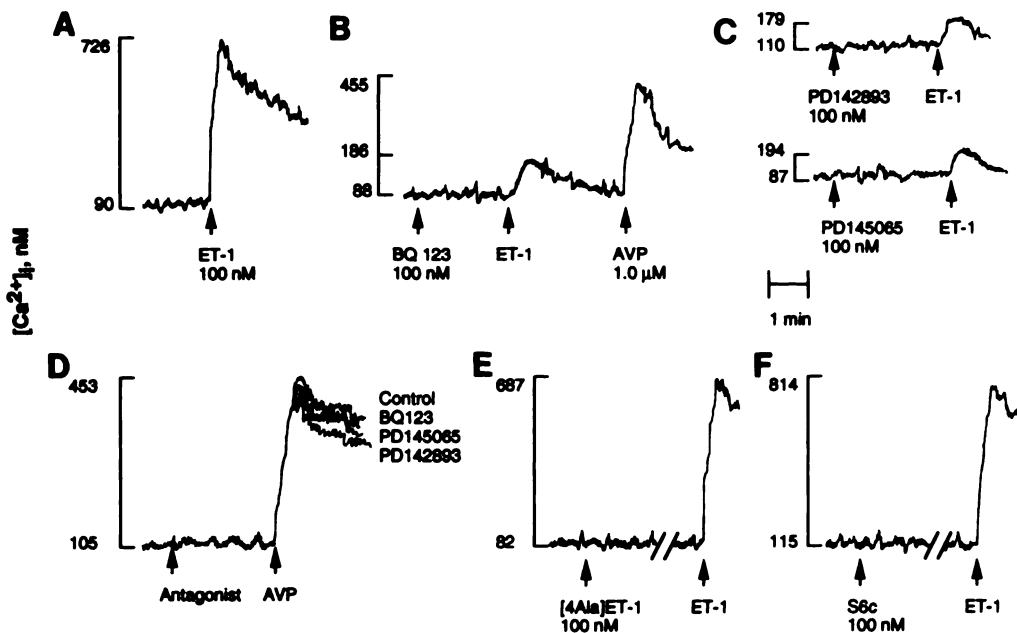 A
726
90
ET-1
100 nM
B
455
186
88
BQ 123
100 nM
ET-1
AVP
1.0 µM
C
179
110
PD142893
100 nM
ET-1
194
87
PD145065
100 nM
ET-1
1 min
[Ca2+]i, nM
D
453
105
Control
BQ123
PD145065
PD142893
Antagonist
AVP
E
687
82
[4Ala]ET-1
100 nM
ET-1
F
814
115
S6c
100 nM
ET-1